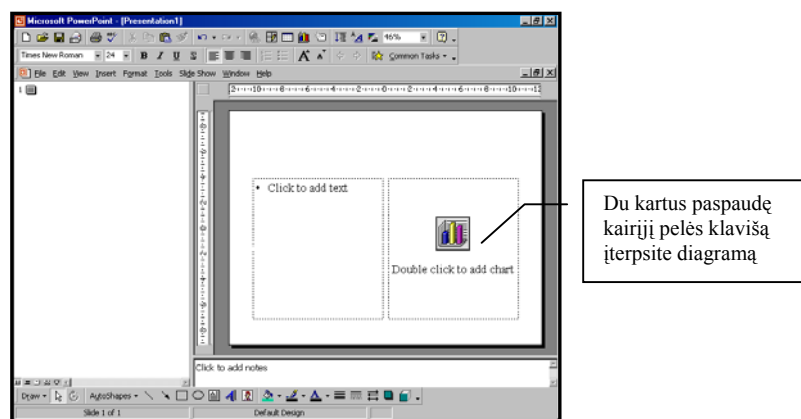 Microsoft PowerPoint - [Presentation1]
46%
Times New Roman 24 B I U S Common Tasks
File Edit View Insert Format Tools Slide Show Window Help
1
• Click to add text
Double click to add chart
Du kartus paspaudę
kairįjį pelės klavišą
įterpsite diagramą
Click to add notes
Draw AutoShapes
Slide 1 of 1 Default Design